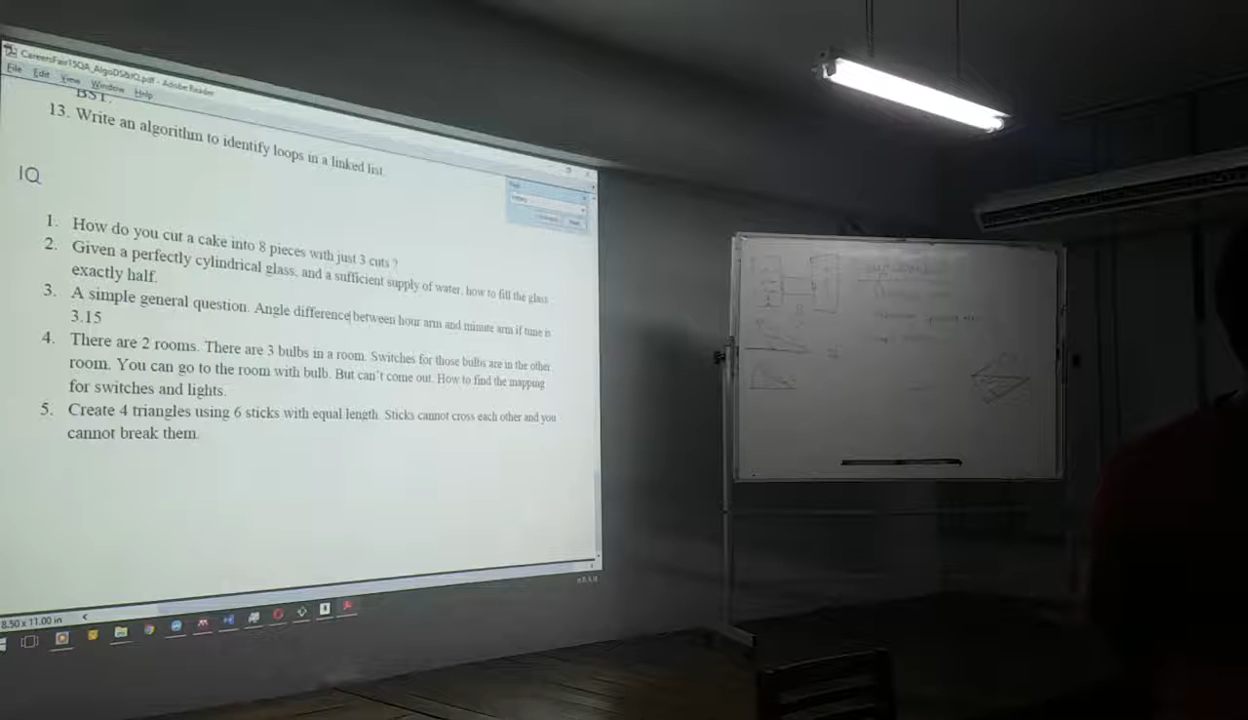 CareersFair15QA_AlgoDS&IQ.pdf - Adobe Reader
File Edit View Window Help
BST.
13. Write an algorithm to identify loops in a linked list.
IQ
1. How do you cut a cake into 8 pieces with just 3 cuts ?
2. Given a perfectly cylindrical glass, and a sufficient supply of water, how to fill the glass
exactly half.
3. A simple general question. Angle difference between hour arm and minute arm if time is
3.15
4. There are 2 rooms. There are 3 bulbs in a room. Switches for those bulbs are in the other
room. You can go to the room with bulb. But can't come out. How to find the mapping
for switches and lights.
5. Create 4 triangles using 6 sticks with equal length. Sticks cannot cross each other and you
cannot break them.
8.50 x 11.00 in